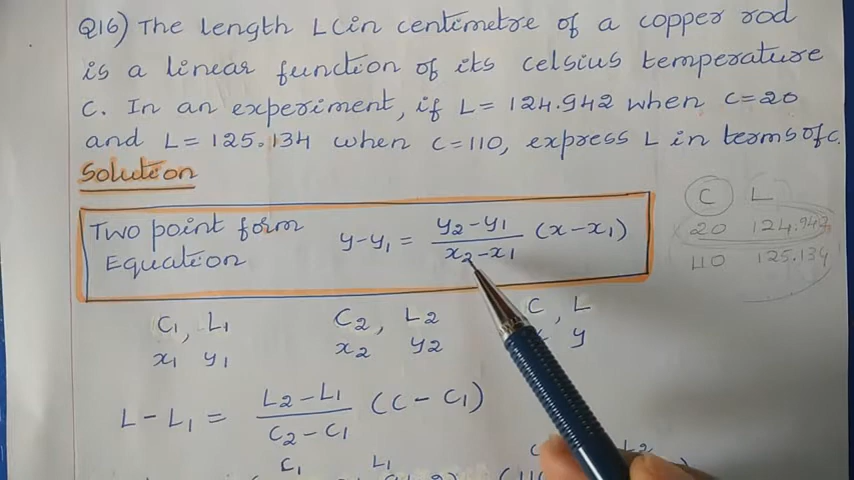 Q16) The length L(in centimetre of a copper rod
is a linear function of its celsius temperature
C. In an experiment, if L = 124.942 when C=20
and L = 125.134 when C=110, express L in terms of C.
Solution
Two point form
Equation
y-y₁ = y₂-y₁ / x₂-x₁ (x-x₁)
C L
20 124.942
110 125.134
C₁, L₁ C₂, L₂ C, L
x₁ y₁ x₂ y₂ y
L-L₁ = L₂-L₁ / C₂-C₁ (C-C₁)
C₁ L₁ L₂
(110